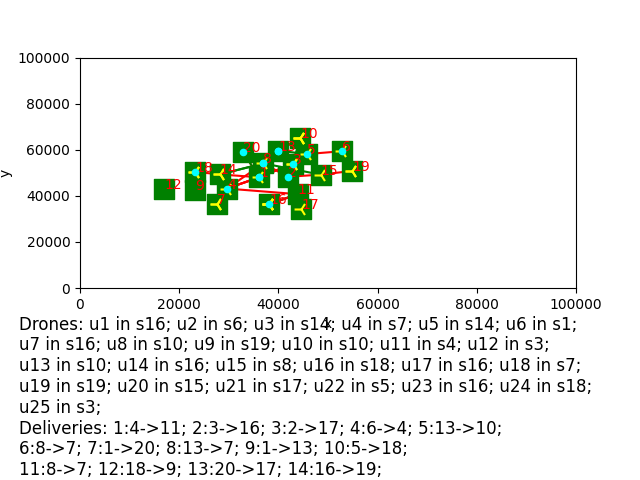 100000
80000
60000
40000
20000
0
y
0 20000 40000 60000 80000 100000
x
Drones: u1 in s16; u2 in s6; u3 in s14; u4 in s7; u5 in s14; u6 in s1;
u7 in s16; u8 in s10; u9 in s19; u10 in s10; u11 in s4; u12 in s3;
u13 in s10; u14 in s16; u15 in s8; u16 in s18; u17 in s16; u18 in s7;
u19 in s19; u20 in s15; u21 in s17; u22 in s5; u23 in s16; u24 in s18;
u25 in s3;
Deliveries: 1:4->11; 2:3->16; 3:2->17; 4:6->4; 5:13->10;
6:8->7; 7:1->20; 8:13->7; 9:1->13; 10:5->18;
11:8->7; 12:18->9; 13:20->17; 14:16->19;